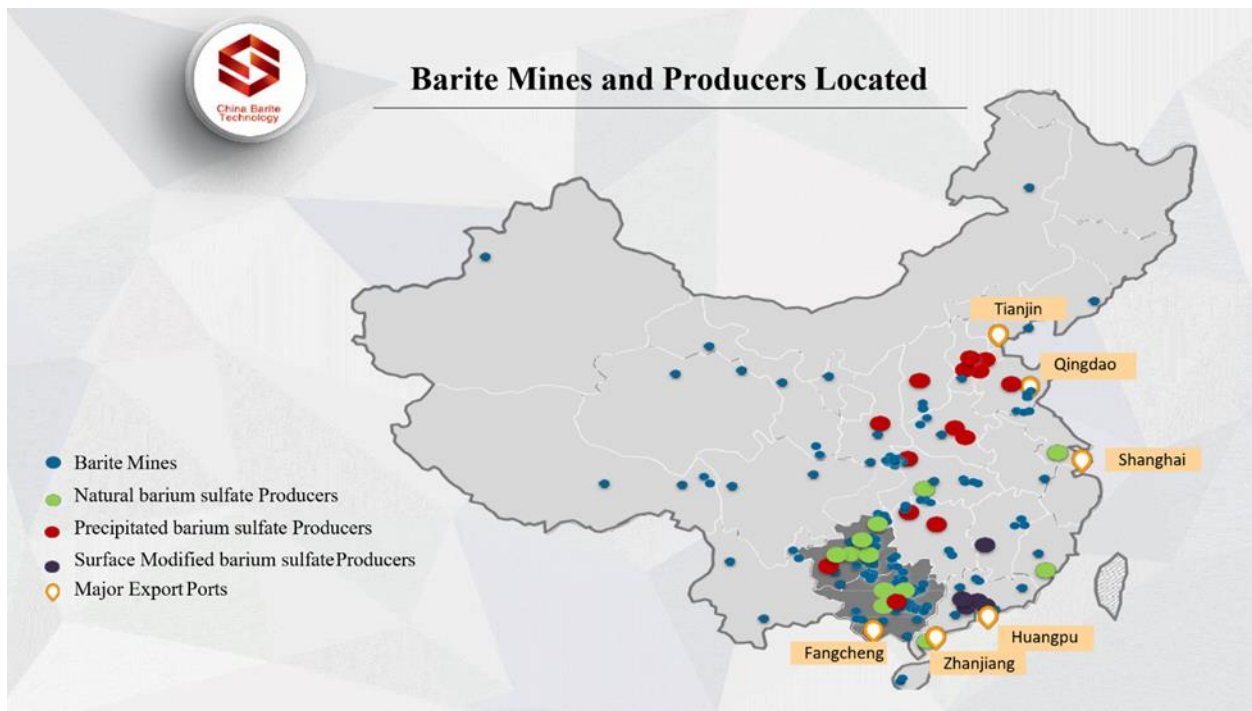 China Barite
Technology
Barite Mines and Producers Located
Tianjin
Qingdao
Shanghai
Barite Mines
Natural barium sulfate Producers
Precipitated barium sulfate Producers
Surface Modified barium sulfate Producers
Major Export Ports
Huangpu
Fangcheng
Zhanjiang